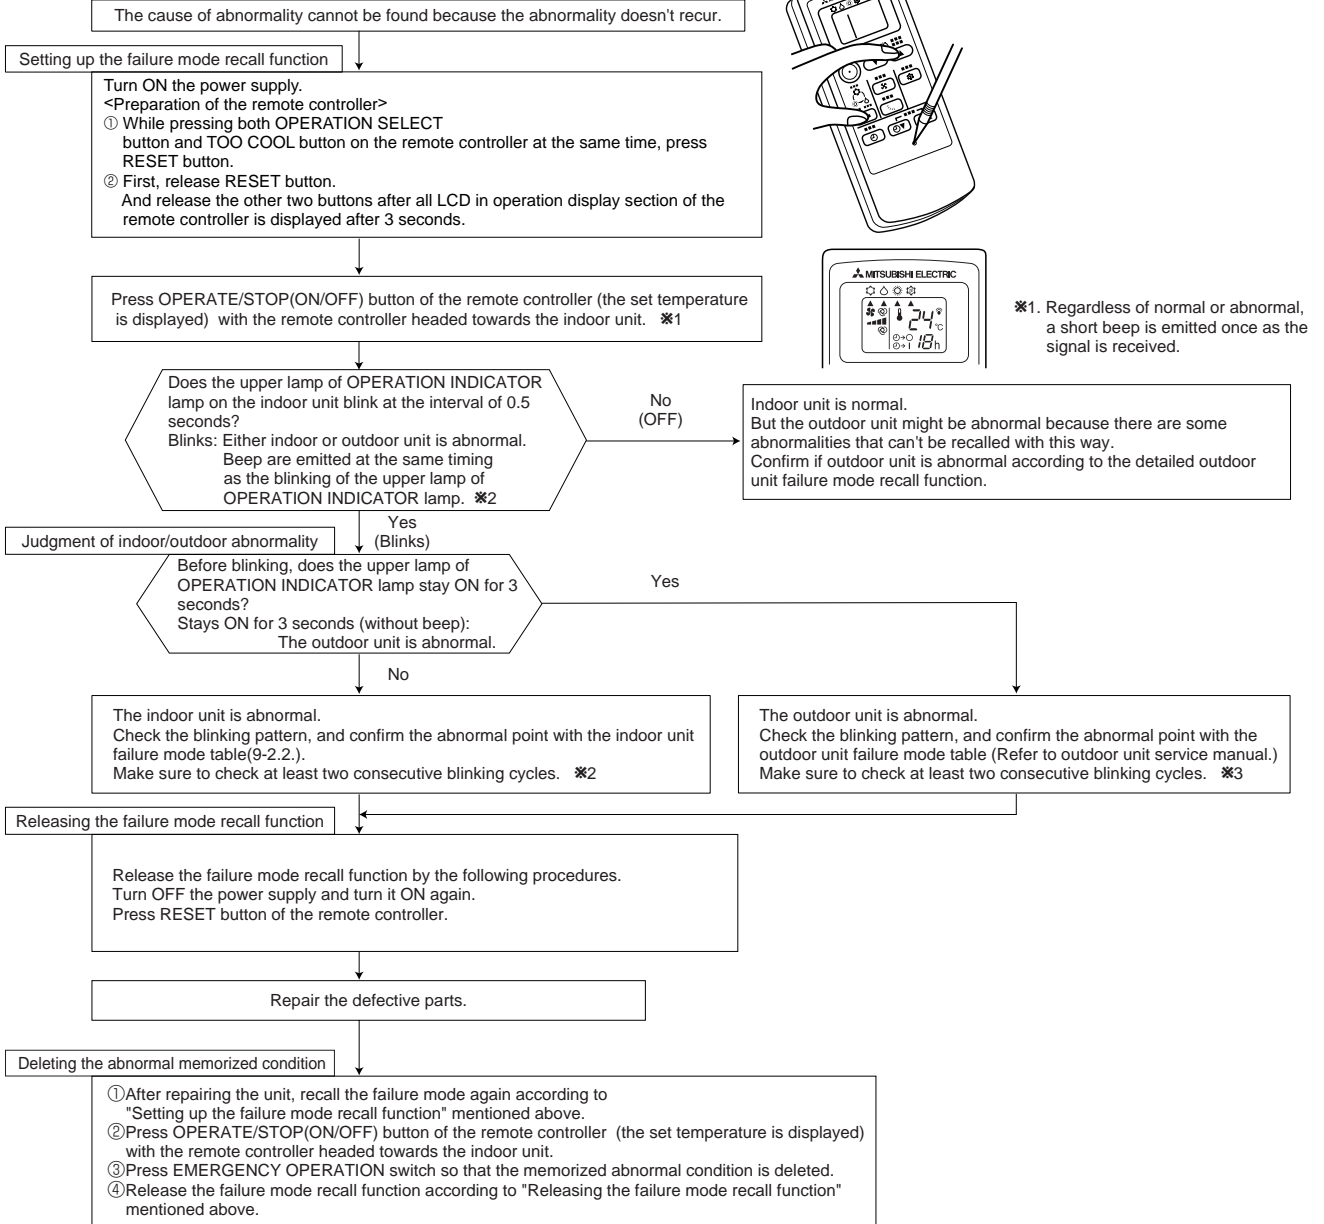 The cause of abnormality cannot be found because the abnormality doesn't recur.
Setting up the failure mode recall function
Turn ON the power supply.
<Preparation of the remote controller>
① While pressing both OPERATION SELECT
button and TOO COOL button on the remote controller at the same time, press
RESET button.
② First, release RESET button.
And release the other two buttons after all LCD in operation display section of the
remote controller is displayed after 3 seconds.
Press OPERATE/STOP(ON/OFF) button of the remote controller (the set temperature
is displayed) with the remote controller headed towards the indoor unit. ※1
MITSUBISHI ELECTRIC
24°C
18h
※1. Regardless of normal or abnormal,
a short beep is emitted once as the
signal is received.
Does the upper lamp of OPERATION INDICATOR
lamp on the indoor unit blink at the interval of 0.5
seconds?
Blinks: Either indoor or outdoor unit is abnormal.
Beep are emitted at the same timing
as the blinking of the upper lamp of
OPERATION INDICATOR lamp. ※2
No
(OFF)
Indoor unit is normal.
But the outdoor unit might be abnormal because there are some
abnormalities that can't be recalled with this way.
Confirm if outdoor unit is abnormal according to the detailed outdoor
unit failure mode recall function.
Yes
(Blinks)
Judgment of indoor/outdoor abnormality
Before blinking, does the upper lamp of
OPERATION INDICATOR lamp stay ON for 3
seconds?
Stays ON for 3 seconds (without beep):
The outdoor unit is abnormal.
Yes
No
The indoor unit is abnormal.
Check the blinking pattern, and confirm the abnormal point with the indoor unit
failure mode table(9-2.2.).
Make sure to check at least two consecutive blinking cycles. ※2
The outdoor unit is abnormal.
Check the blinking pattern, and confirm the abnormal point with the
outdoor unit failure mode table (Refer to outdoor unit service manual.)
Make sure to check at least two consecutive blinking cycles. ※3
Releasing the failure mode recall function
Release the failure mode recall function by the following procedures.
Turn OFF the power supply and turn it ON again.
Press RESET button of the remote controller.
Repair the defective parts.
Deleting the abnormal memorized condition
①After repairing the unit, recall the failure mode again according to
"Setting up the failure mode recall function" mentioned above.
②Press OPERATE/STOP(ON/OFF) button of the remote controller (the set temperature is displayed)
with the remote controller headed towards the indoor unit.
③Press EMERGENCY OPERATION switch so that the memorized abnormal condition is deleted.
④Release the failure mode recall function according to "Releasing the failure mode recall function"
mentioned above.